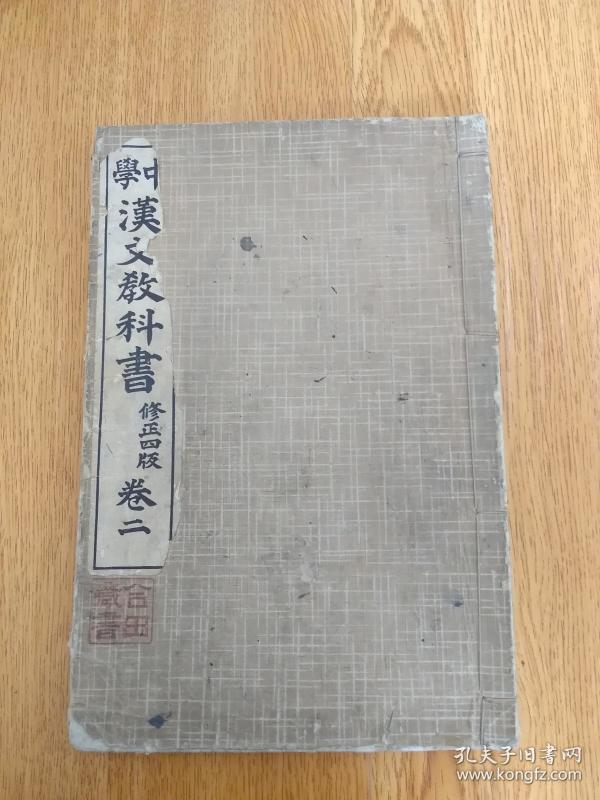 中學漢文教科書
修正四版
卷二
合田藏書
孔夫子旧書网
www.kongfz.com